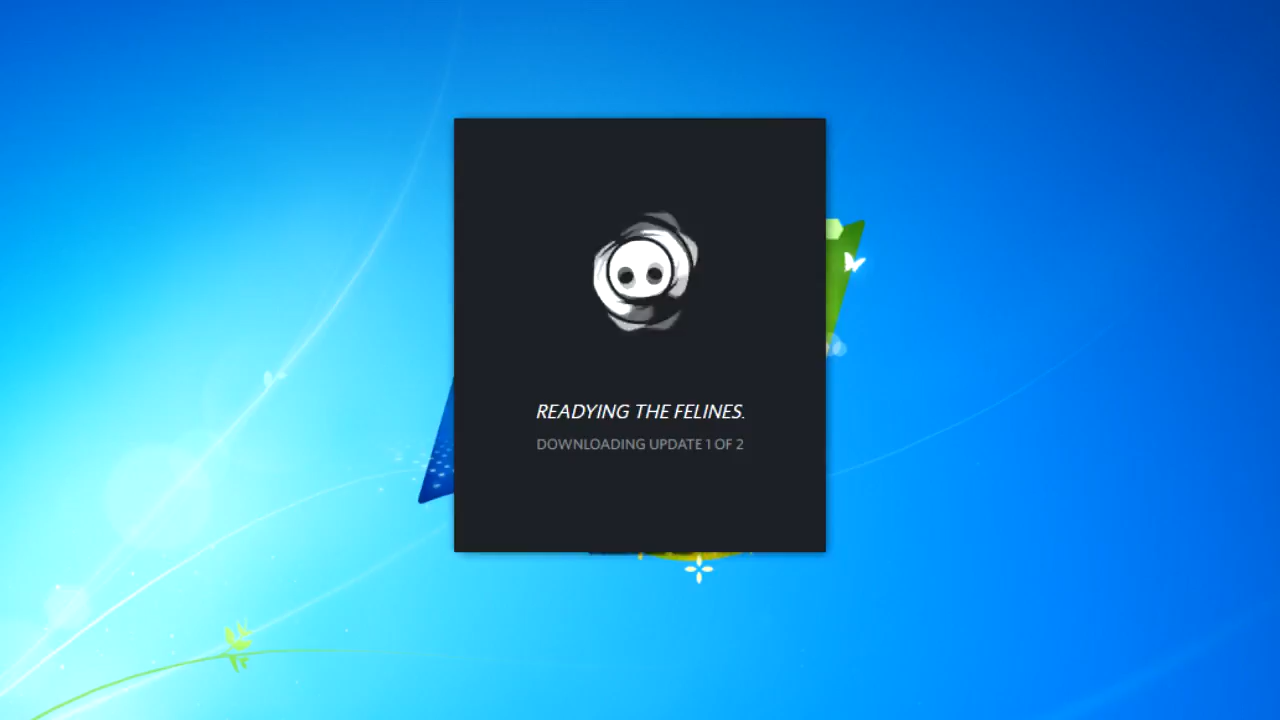 READYING THE FELINES.
DOWNLOADING UPDATE 1 OF 2